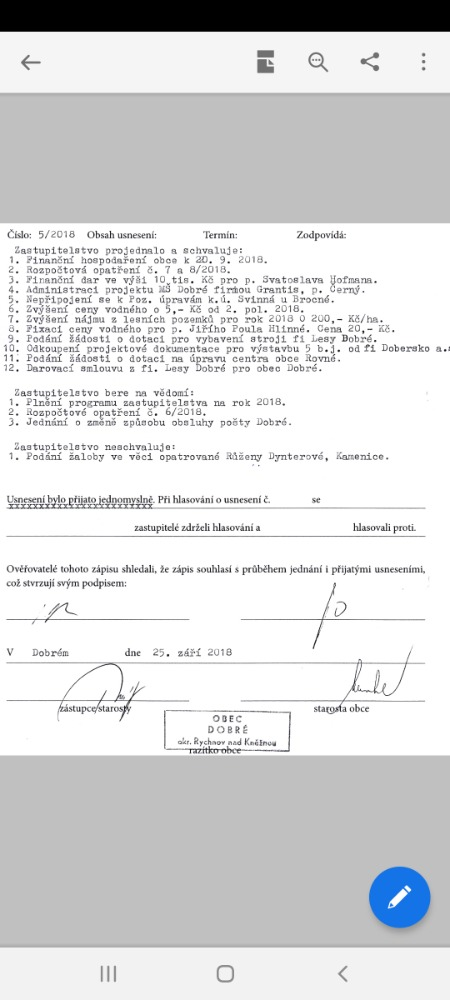 Číslo: 5/2018 Obsah usnesení: Termín: Zodpovídá:
Zastupitelstvo projednalo a schvaluje:
1. Finanční hospodaření obce k 20. 9. 2018.
2. Rozpočtová opatření č. 7 a 8/2018.
3. Finanční dar ve výši 10 tis. Kč pro p. Svatoslava Hofmana.
4. Administraci projektu MŠ Dobré firmou Grantis, p. Černý.
5. Nepřipojení se k Poz. úpravám k.ú. Svinná u Brocné.
6. Zvýšení ceny vodného o 5,- Kč od 2. pol. 2018.
7. Zvýšení nájmu z lesních pozemků pro rok 2018 O 200,- Kč/ha.
8. Fixaci ceny vodného pro p. Jiřího Poula Hlinné. Cena 20,- Kč.
9. Podání žádosti o dotaci pro vybavení stroji fi Lesy Dobré.
10. Odkoupení projektové dokumentace pro výstavbu 5 b.j. od fi Dobersko a.s
11. Podání žádosti o dotaci na úpravu centra obce Rovné.
12. Darovací smlouvu z fi. Lesy Dobré pro obec Dobré.
Zastupitelstvo bere na vědomí:
1. Plnění programu zastupitelstva na rok 2018.
2. Rozpočtové opatření č. 6/2018.
3. Jednání o změně způsobu obsluhy pošty Dobré.
Zastupitelstvo neschvaluje:
1. Podání žaloby ve věci opatrované Růženy Dynterové, Kamenice.
Usnesení bylo přijato jednomyslně. Při hlasování o usnesení č. se
xxxxxxxxxxxxxxxxxxxxxxxxxx
zastupitelé zdrželi hlasování a hlasovali proti.
Ověřovatelé tohoto zápisu shledali, že zápis souhlasí s průběhem jednání i přijatými usneseními,
což stvrzují svým podpisem:
V Dobrém dne 25. září 2018
zástupce/starosty starosta obce
OBEC
DOBRÉ
okr. Rychnov nad Kněžnou
razítko obce